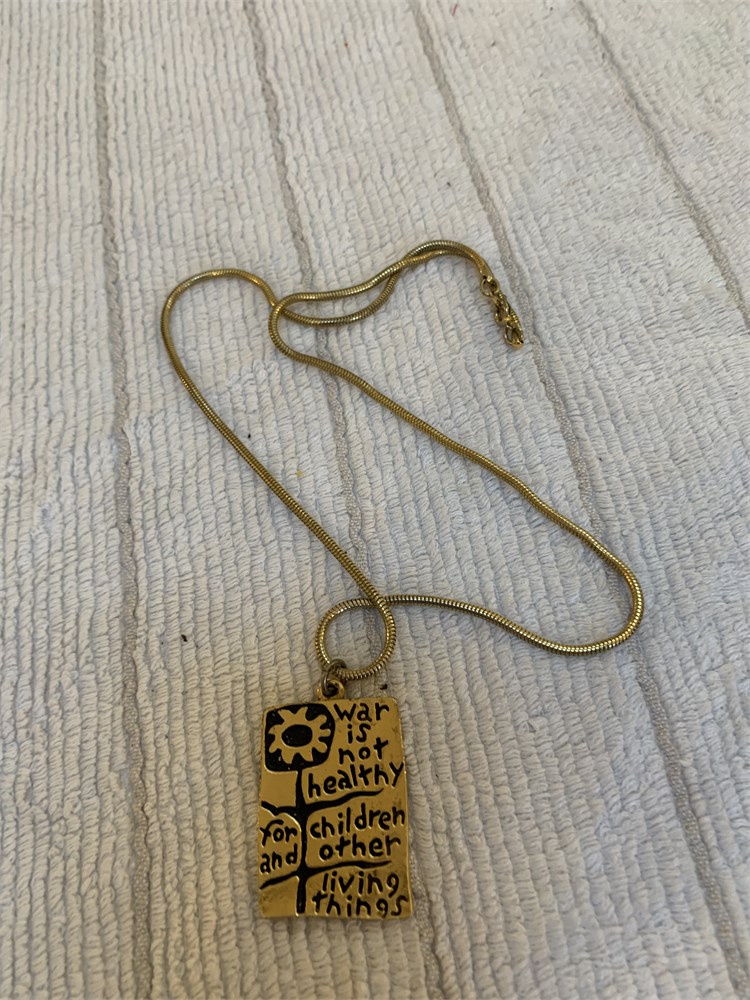 war
is
not
healthy
for children
and other
living
things